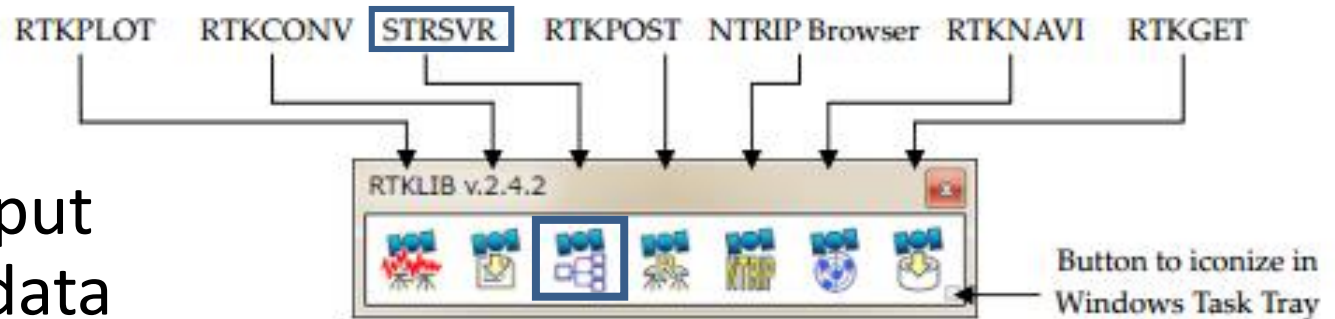 RTKPLOT RTKCONV STRSVR RTKPOST NTRIP Browser RTKNAVI RTKGET
RTKLIB v.2.4.2
put
data
NTRIP
Button to iconize in
Windows Task Tray